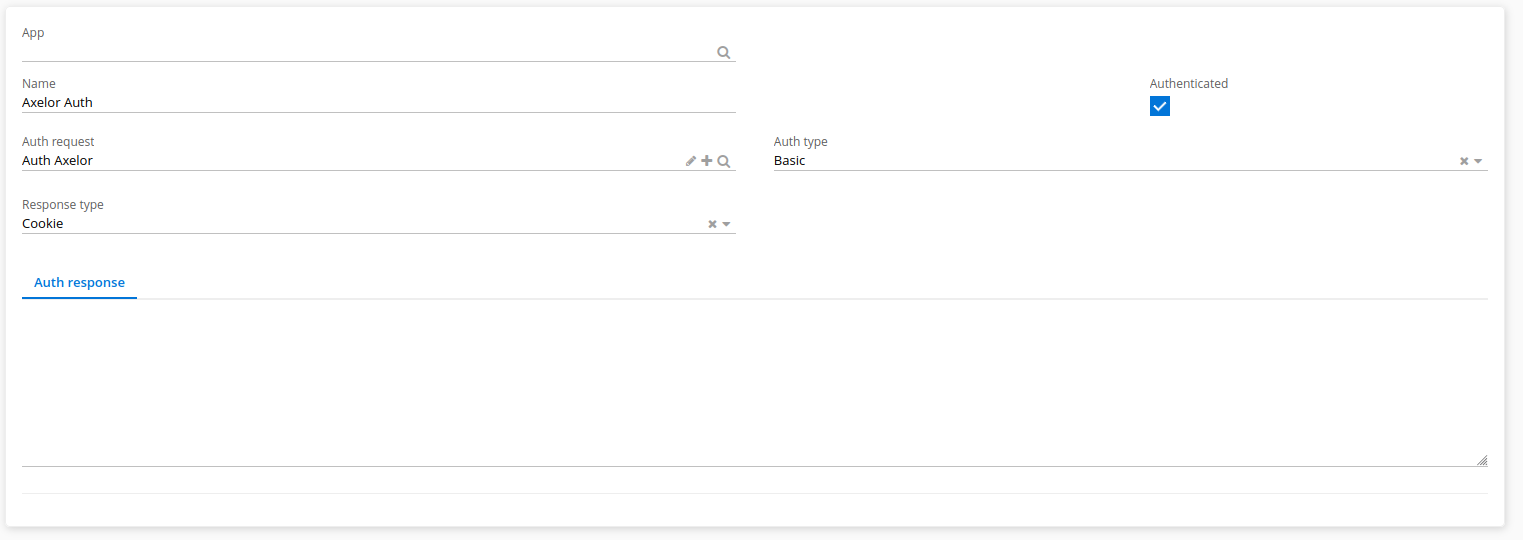 App
Name
Axelor Auth
Authenticated
Auth request
Auth Axelor
Auth type
Basic
Response type
Cookie
Auth response